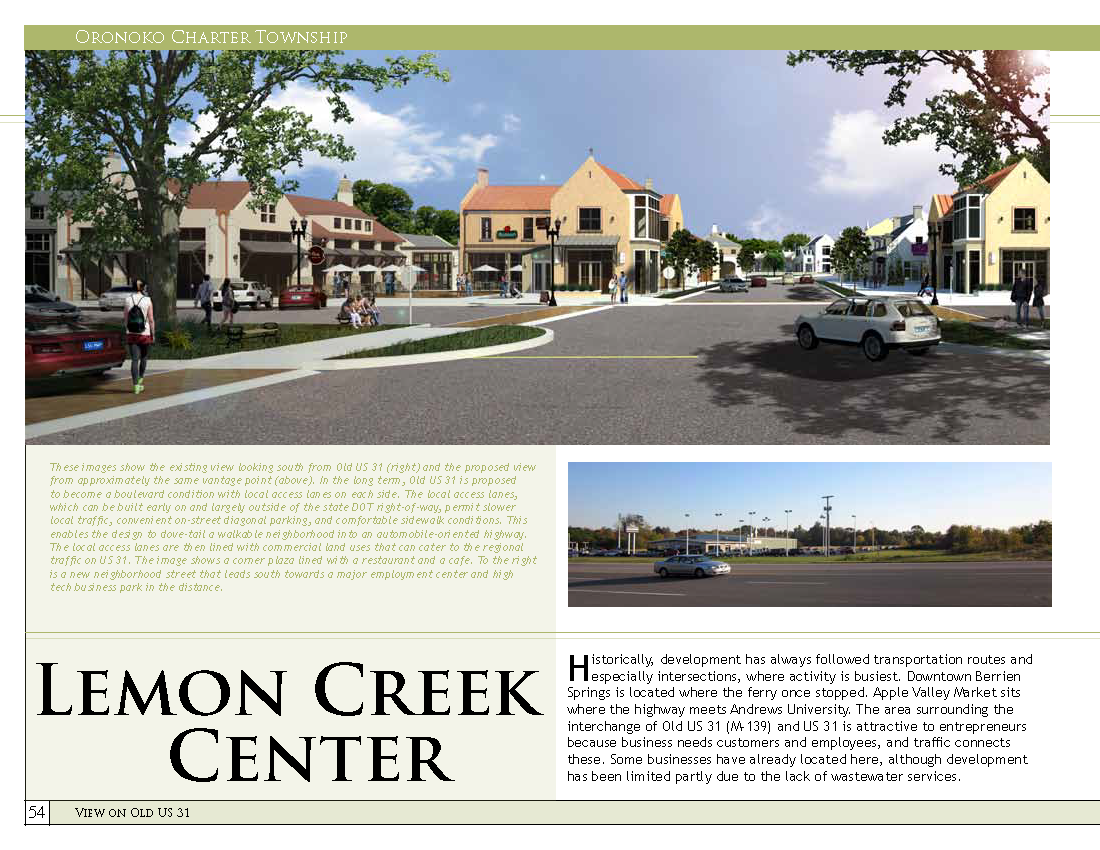 Oronoko Charter Township
These images show the existing view looking south from Old US 31 (right) and the proposed view
from approximately the same vantage point (above). In the long term, Old US 31 is proposed
to become a boulevard condition with local access lanes on each side. The local access lanes,
which can be built early on and largely outside of the state DOT right-of-way, permit slower
local traffic, convenient on-street diagonal parking, and comfortable sidewalk conditions. This
enables the design to dove-tail a walkable neighborhood into an automobile-oriented highway.
The local access lanes are then lined with commercial land uses that can cater to the regional
traffic on US 31. The image shows a corner plaza lined with a restaurant and a cafe. To the right
is a new neighborhood street that leads south towards a major employment center and high
tech business park in the distance.
Lemon Creek
Center
Historically, development has always followed transportation routes and
especially intersections, where activity is busiest. Downtown Berrien
Springs is located where the ferry once stopped. Apple Valley Market sits
where the highway meets Andrews University. The area surrounding the
interchange of Old US 31 (M-139) and US 31 is attractive to entrepreneurs
because business needs customers and employees, and traffic connects
these. Some businesses have already located here, although development
has been limited partly due to the lack of wastewater services.
54 View on Old US 31